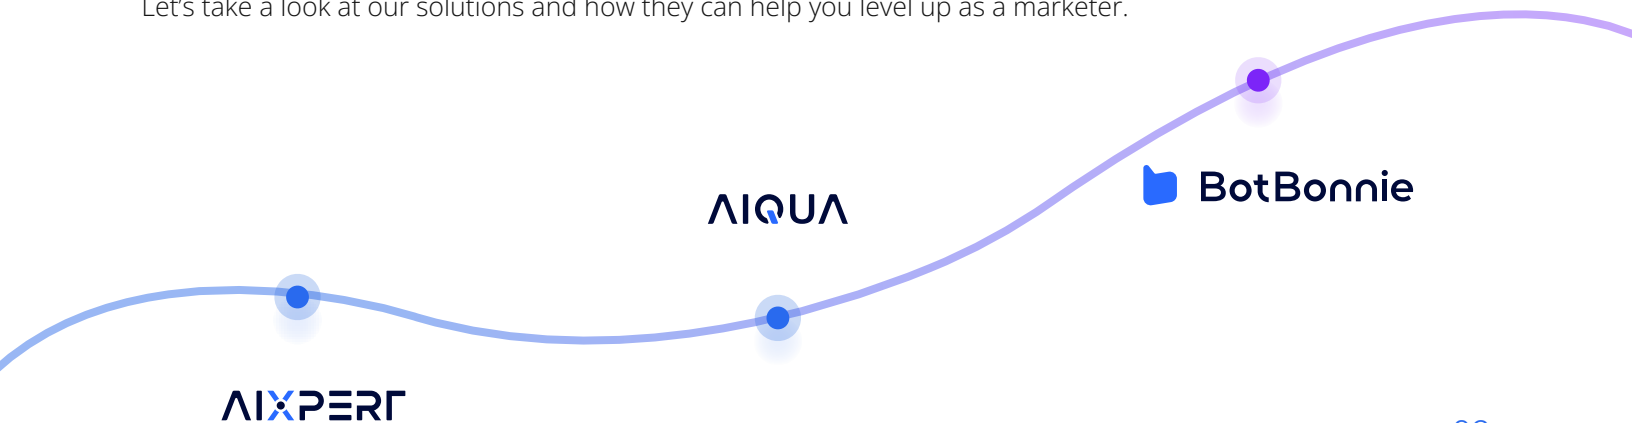 Let's take a look at our solutions and how they can help you level up as a marketer.
BotBonnie
AIQUA
AIXPERT